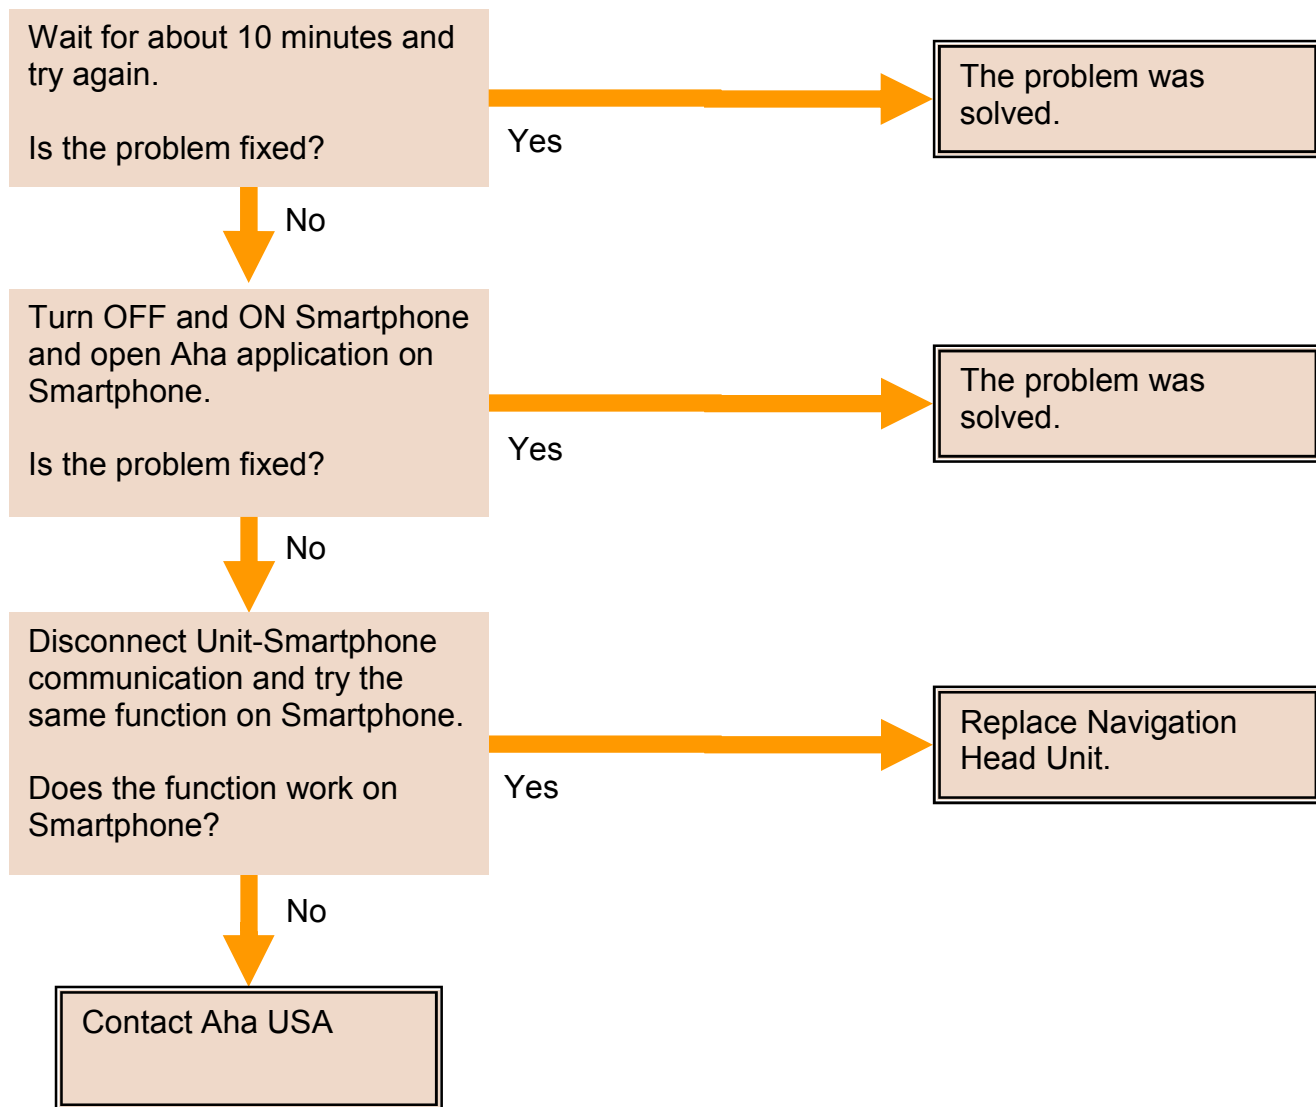 Wait for about 10 minutes and
try again.
Is the problem fixed?
Yes
The problem was
solved.
No
Turn OFF and ON Smartphone
and open Aha application on
Smartphone.
Is the problem fixed?
Yes
The problem was
solved.
No
Disconnect Unit-Smartphone
communication and try the
same function on Smartphone.
Does the function work on
Smartphone?
Yes
Replace Navigation
Head Unit.
No
Contact Aha USA